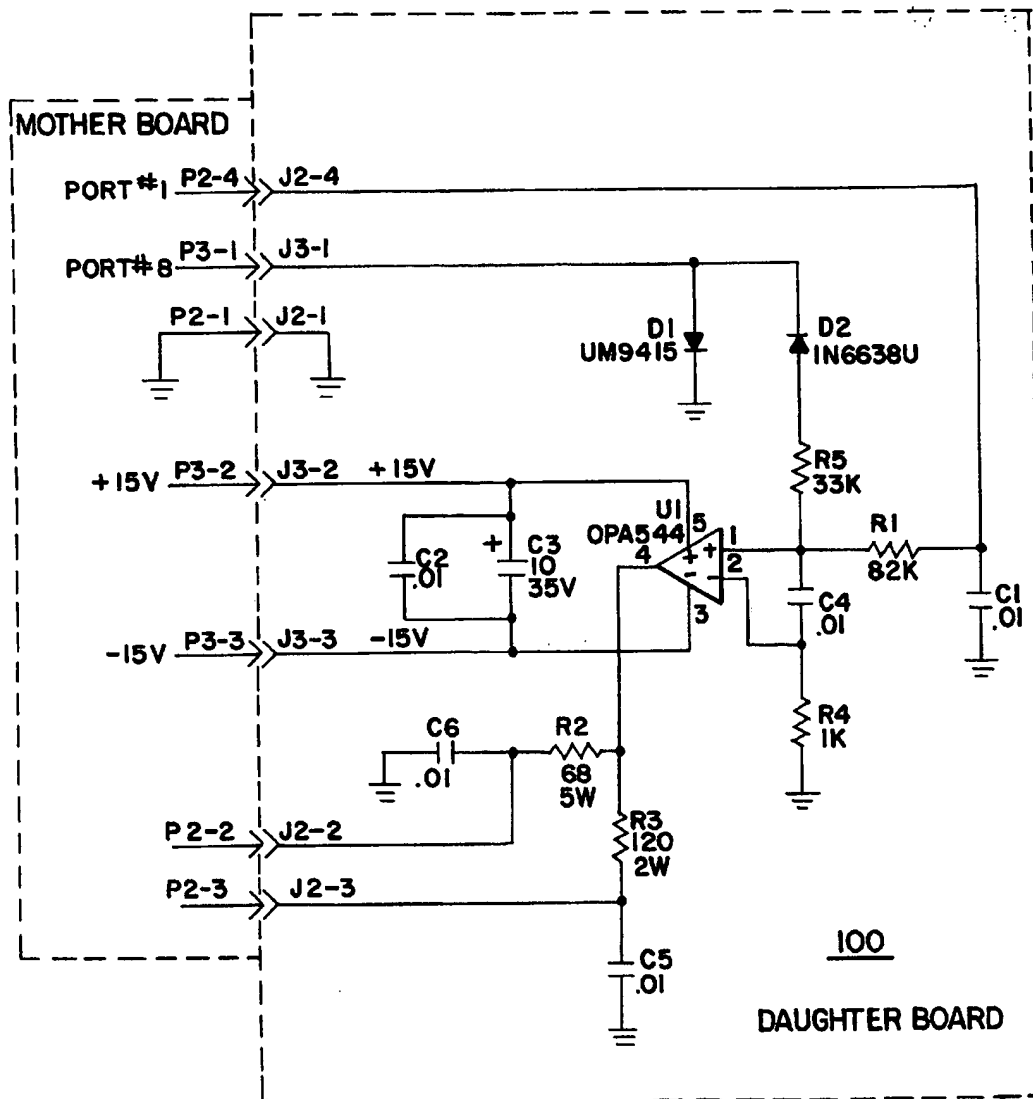 MOTHER BOARD
PORT #1 P2-4 J2-4
PORT #8 P3-1 J3-1
P2-1 J2-1
D1
UM9415
D2
1N6638U
+15V P3-2 J3-2 +15V
R5
33K
U1
OPA544
5
4
+
-
+
-
1
2
3
R1
82K
C2
.01
+
C3
10
35V
C4
.01
C1
.01
-15V P3-3 J3-3 -15V
R4
1K
C6
.01
R2
68
5W
P2-2 J2-2
R3
120
2W
P2-3 J2-3
C5
.01
100
DAUGHTER BOARD